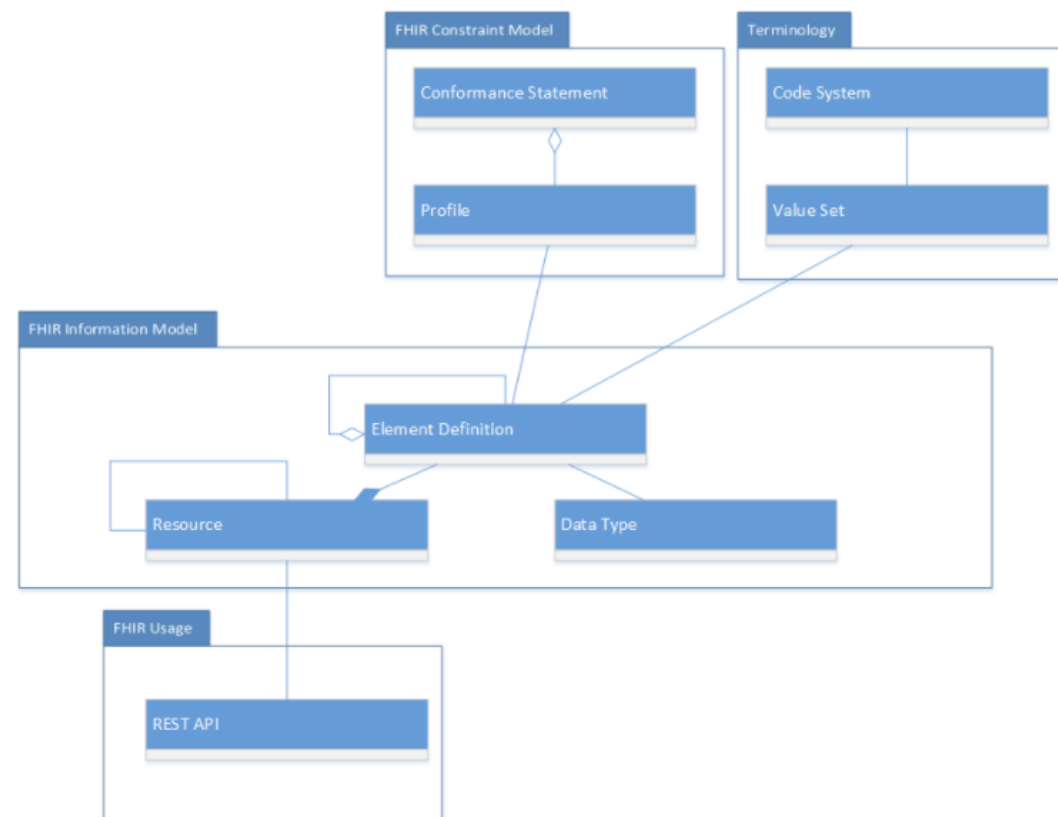 FHIR Constraint Model
Terminology
Conformance Statement
Code System
Profile
Value Set
FHIR Information Model
Element Definition
Resource
Data Type
FHIR Usage
REST API